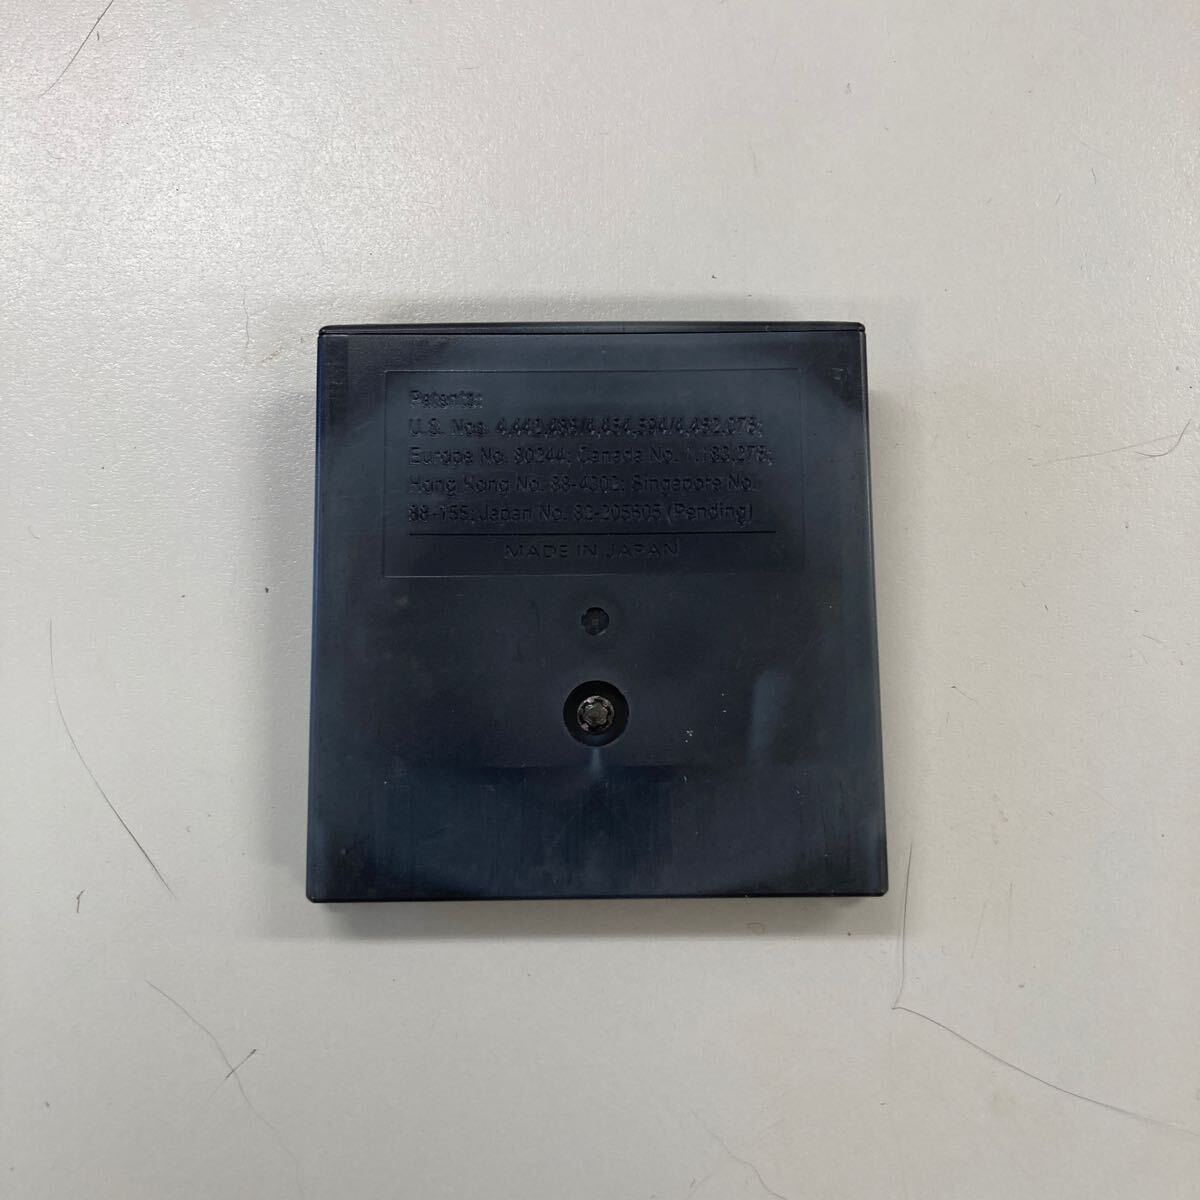 Patents:
U.S. Nos. 4,442,486/4,454,594/4,462,076;
Europe No. 80244; Canada No. 1,183,276;
Hong Kong No. 88-4302; Singapore No.
88-155; Japan No. 82-205605 (Pending)
MADE IN JAPAN